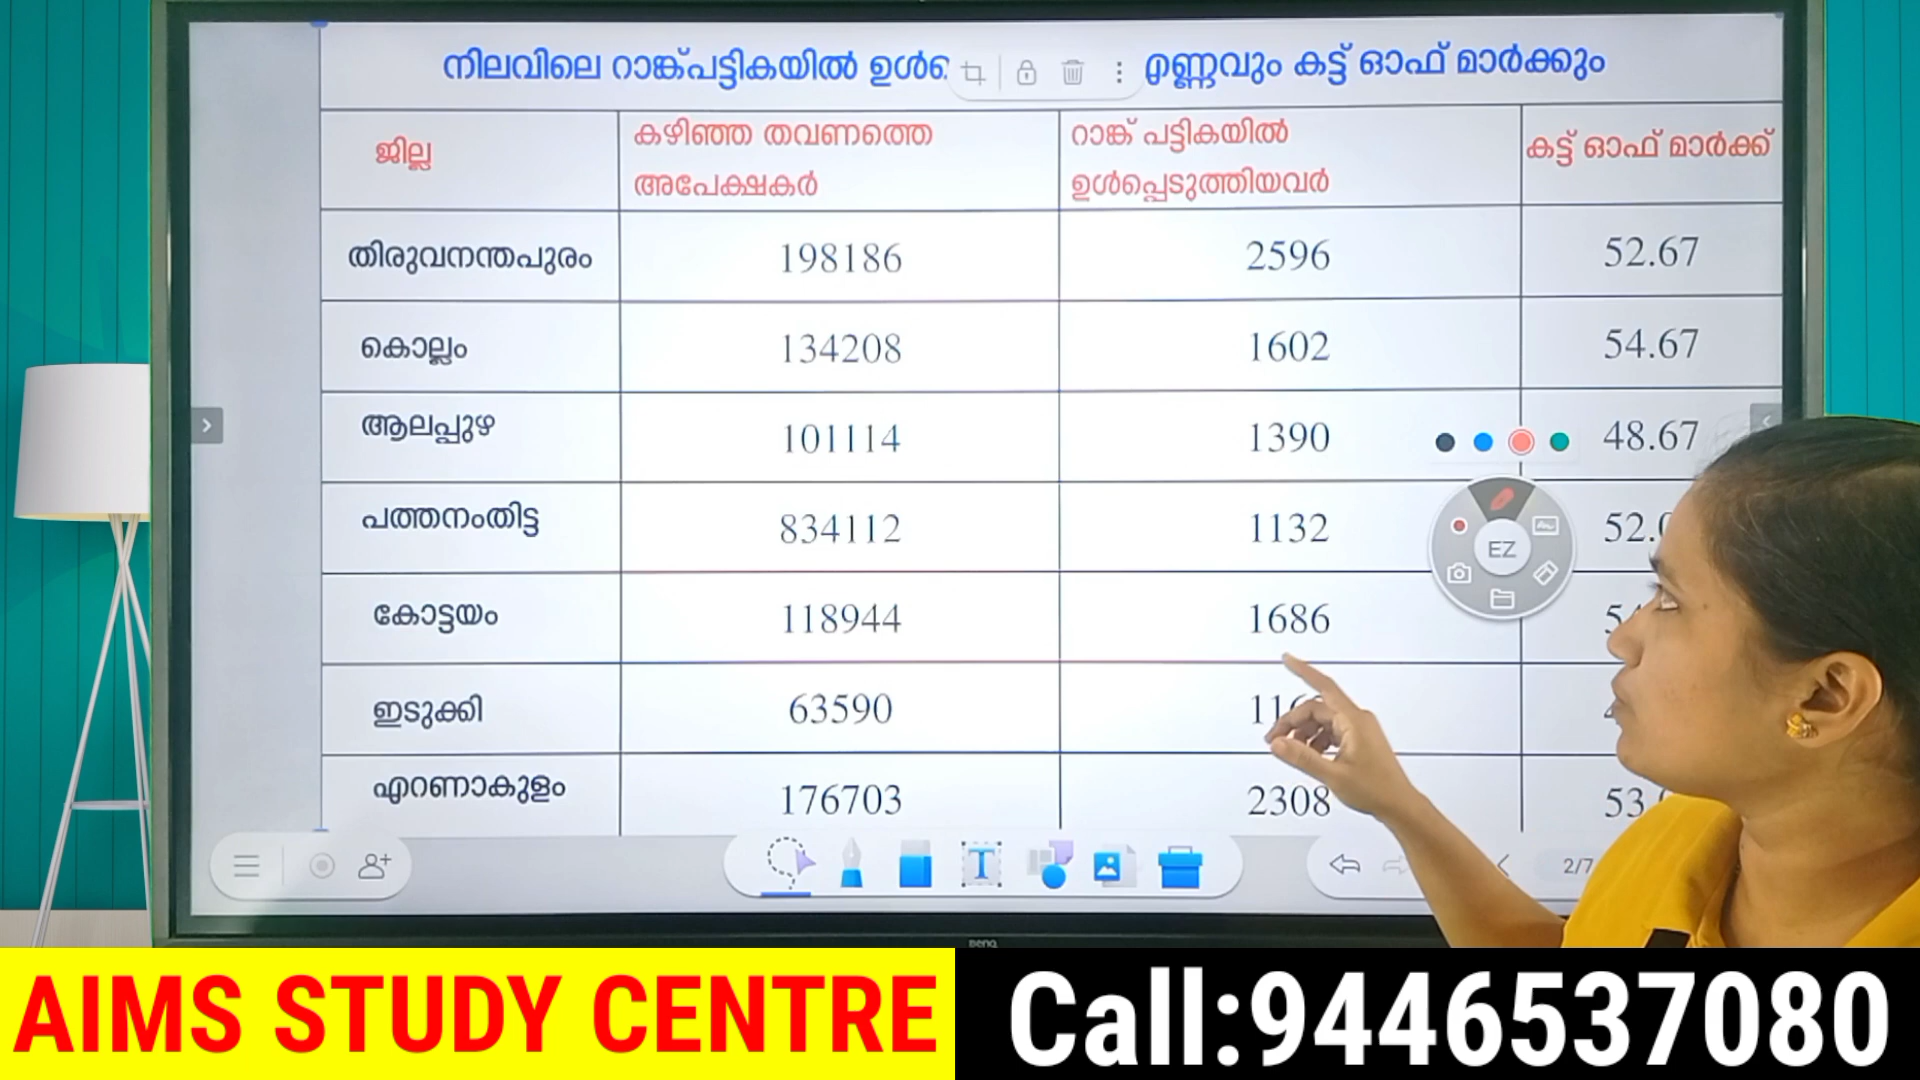 നിലവിലെ റാങ്ക്പട്ടികയിൽ എണ്ണവും കട്ട് ഓഫ് മാർക്കും
ജില്ല
കഴിഞ്ഞ തവണത്തെ
അപേക്ഷകർ
റാങ്ക് പട്ടികയിൽ
ഉൾപ്പെടുത്തിയവർ
കട്ട് ഓഫ് മാർക്ക്
തിരുവനന്തപുരം 198186 2596 52.67
കൊല്ലം 134208 1602 54.67
ആലപ്പുഴ 101114 1390 48.67
പത്തനംതിട്ട 834112 1132
കോട്ടയം 118944 1686
ഇടുക്കി 63590
എറണാകുളം 176703 2308
EZ
T
2/7
BenQ
AIMS STUDY CENTRE
Call:9446537080